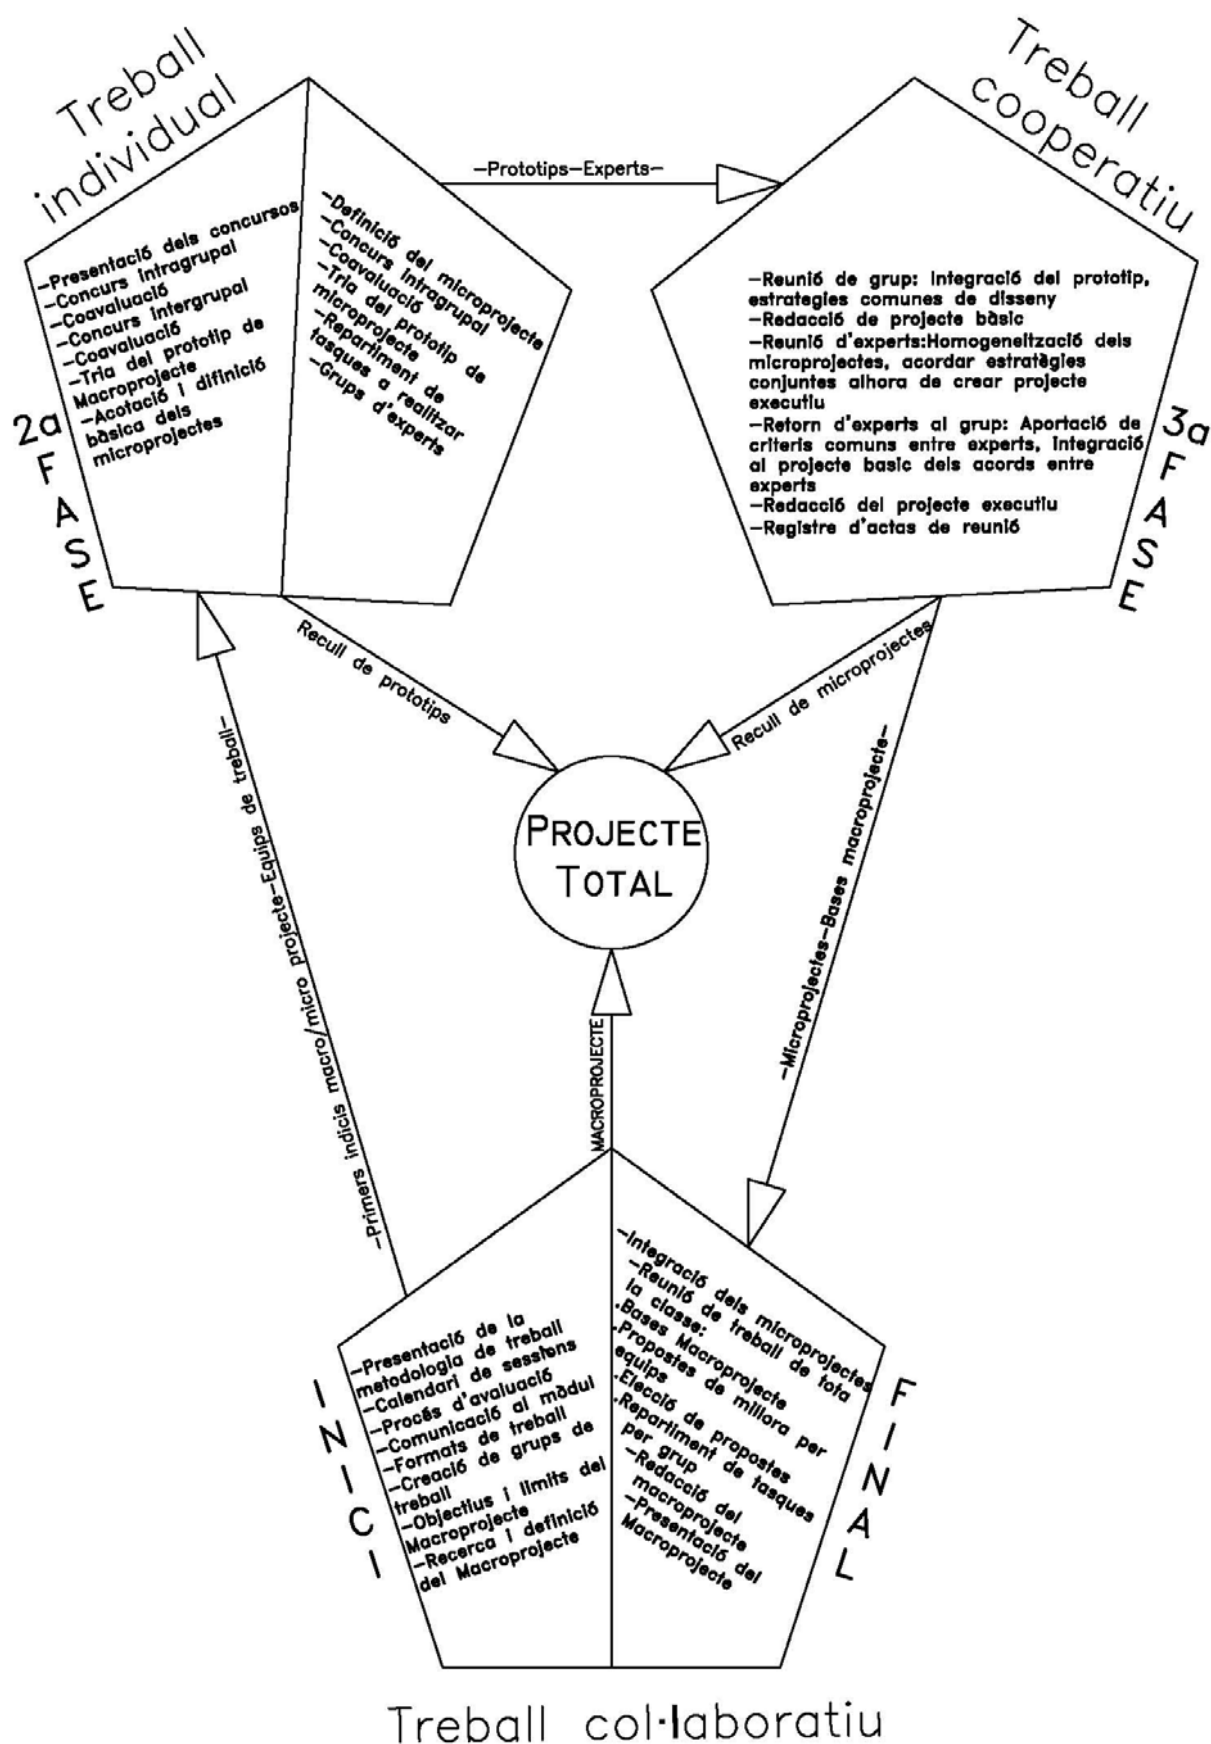 Treball
individual
-Presentació dels concursos
-Concurs intragrupal
-Coavaluació
-Concurs intergrupal
-Coavaluació
-Tria del prototip de
Macroprojecte
-Acotació i difinició
bàsica dels
microprojectes
-Definició del microprojecte
-Concurs intragrupal
-Coavaluació
-Tria del prototip de
microprojecte
-Repartiment de
tasques a realitzar
-Grups d'experts
2a
FASE
-Prototips-Experts-
Treball
cooperatiu
-Reunió de grup: integració del prototip,
estrategies comunes de disseny
-Redacció de projecte bàsic
-Reunió d'experts:Homogeneització dels
microprojectes, acordar estratègies
conjuntes alhora de crear projecte
executiu
-Retorn d'experts al grup: Aportació de
criteris comuns entre experts, integració
al projecte basic dels acords entre
experts
-Redacció del projecte executiu
-Registre d'actas de reunió
3a
FASE
Recull de prototips
Recull de microprojectes
PROJECTE
TOTAL
-Primers indicis macro/micro projecte-Equips de treball-
-Microprojectes-Bases macroprojecte-
MACROPROJECTE
INICI
-Presentació de la
metodologia de treball
-Calendari de sessions
-Procés d'avaluació
-Comunicació al mòdul
-Formats de treball
-Creació de grups de
treball
-Objectius i limits del
Macroprojecte
-Recerca i definició
del Macroprojecte
-Integració dels microprojectes
-Reunió de treball de tota
la classe:
.Bases Macroprojecte
.Propostes de millora per
equips
.Elecció de propostes
.Repartiment de tasques
per grup
-Redacció del
macroprojecte
-Presentació del
Macroprojecte
FINAL
Treball col·laboratiu